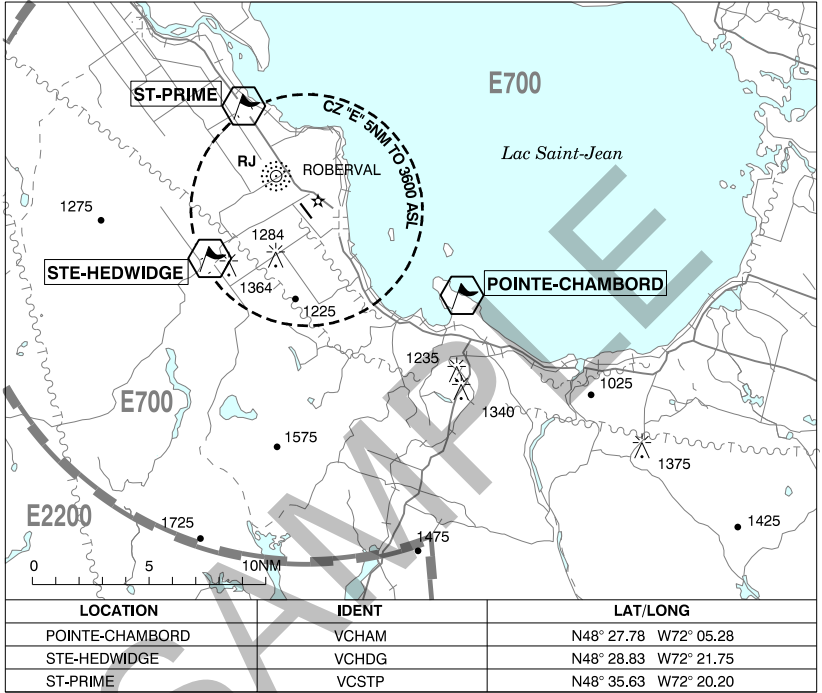 ST-PRIME
E700
CZ "E" 5NM TO 3600 ASL
Lac Saint-Jean
RJ
ROBERVAL
1275
1284
STE-HEDWIDGE
1364
POINTE-CHAMBORD
1225
1235
1025
E700
1340
1575
1375
E2200
1725
1475
1425
0 5 10NM
SAMPLE
LOCATION IDENT LAT/LONG
POINTE-CHAMBORD VCHAM N48° 27.78 W72° 05.28
STE-HEDWIDGE VCHDG N48° 28.83 W72° 21.75
ST-PRIME VCSTP N48° 35.63 W72° 20.20